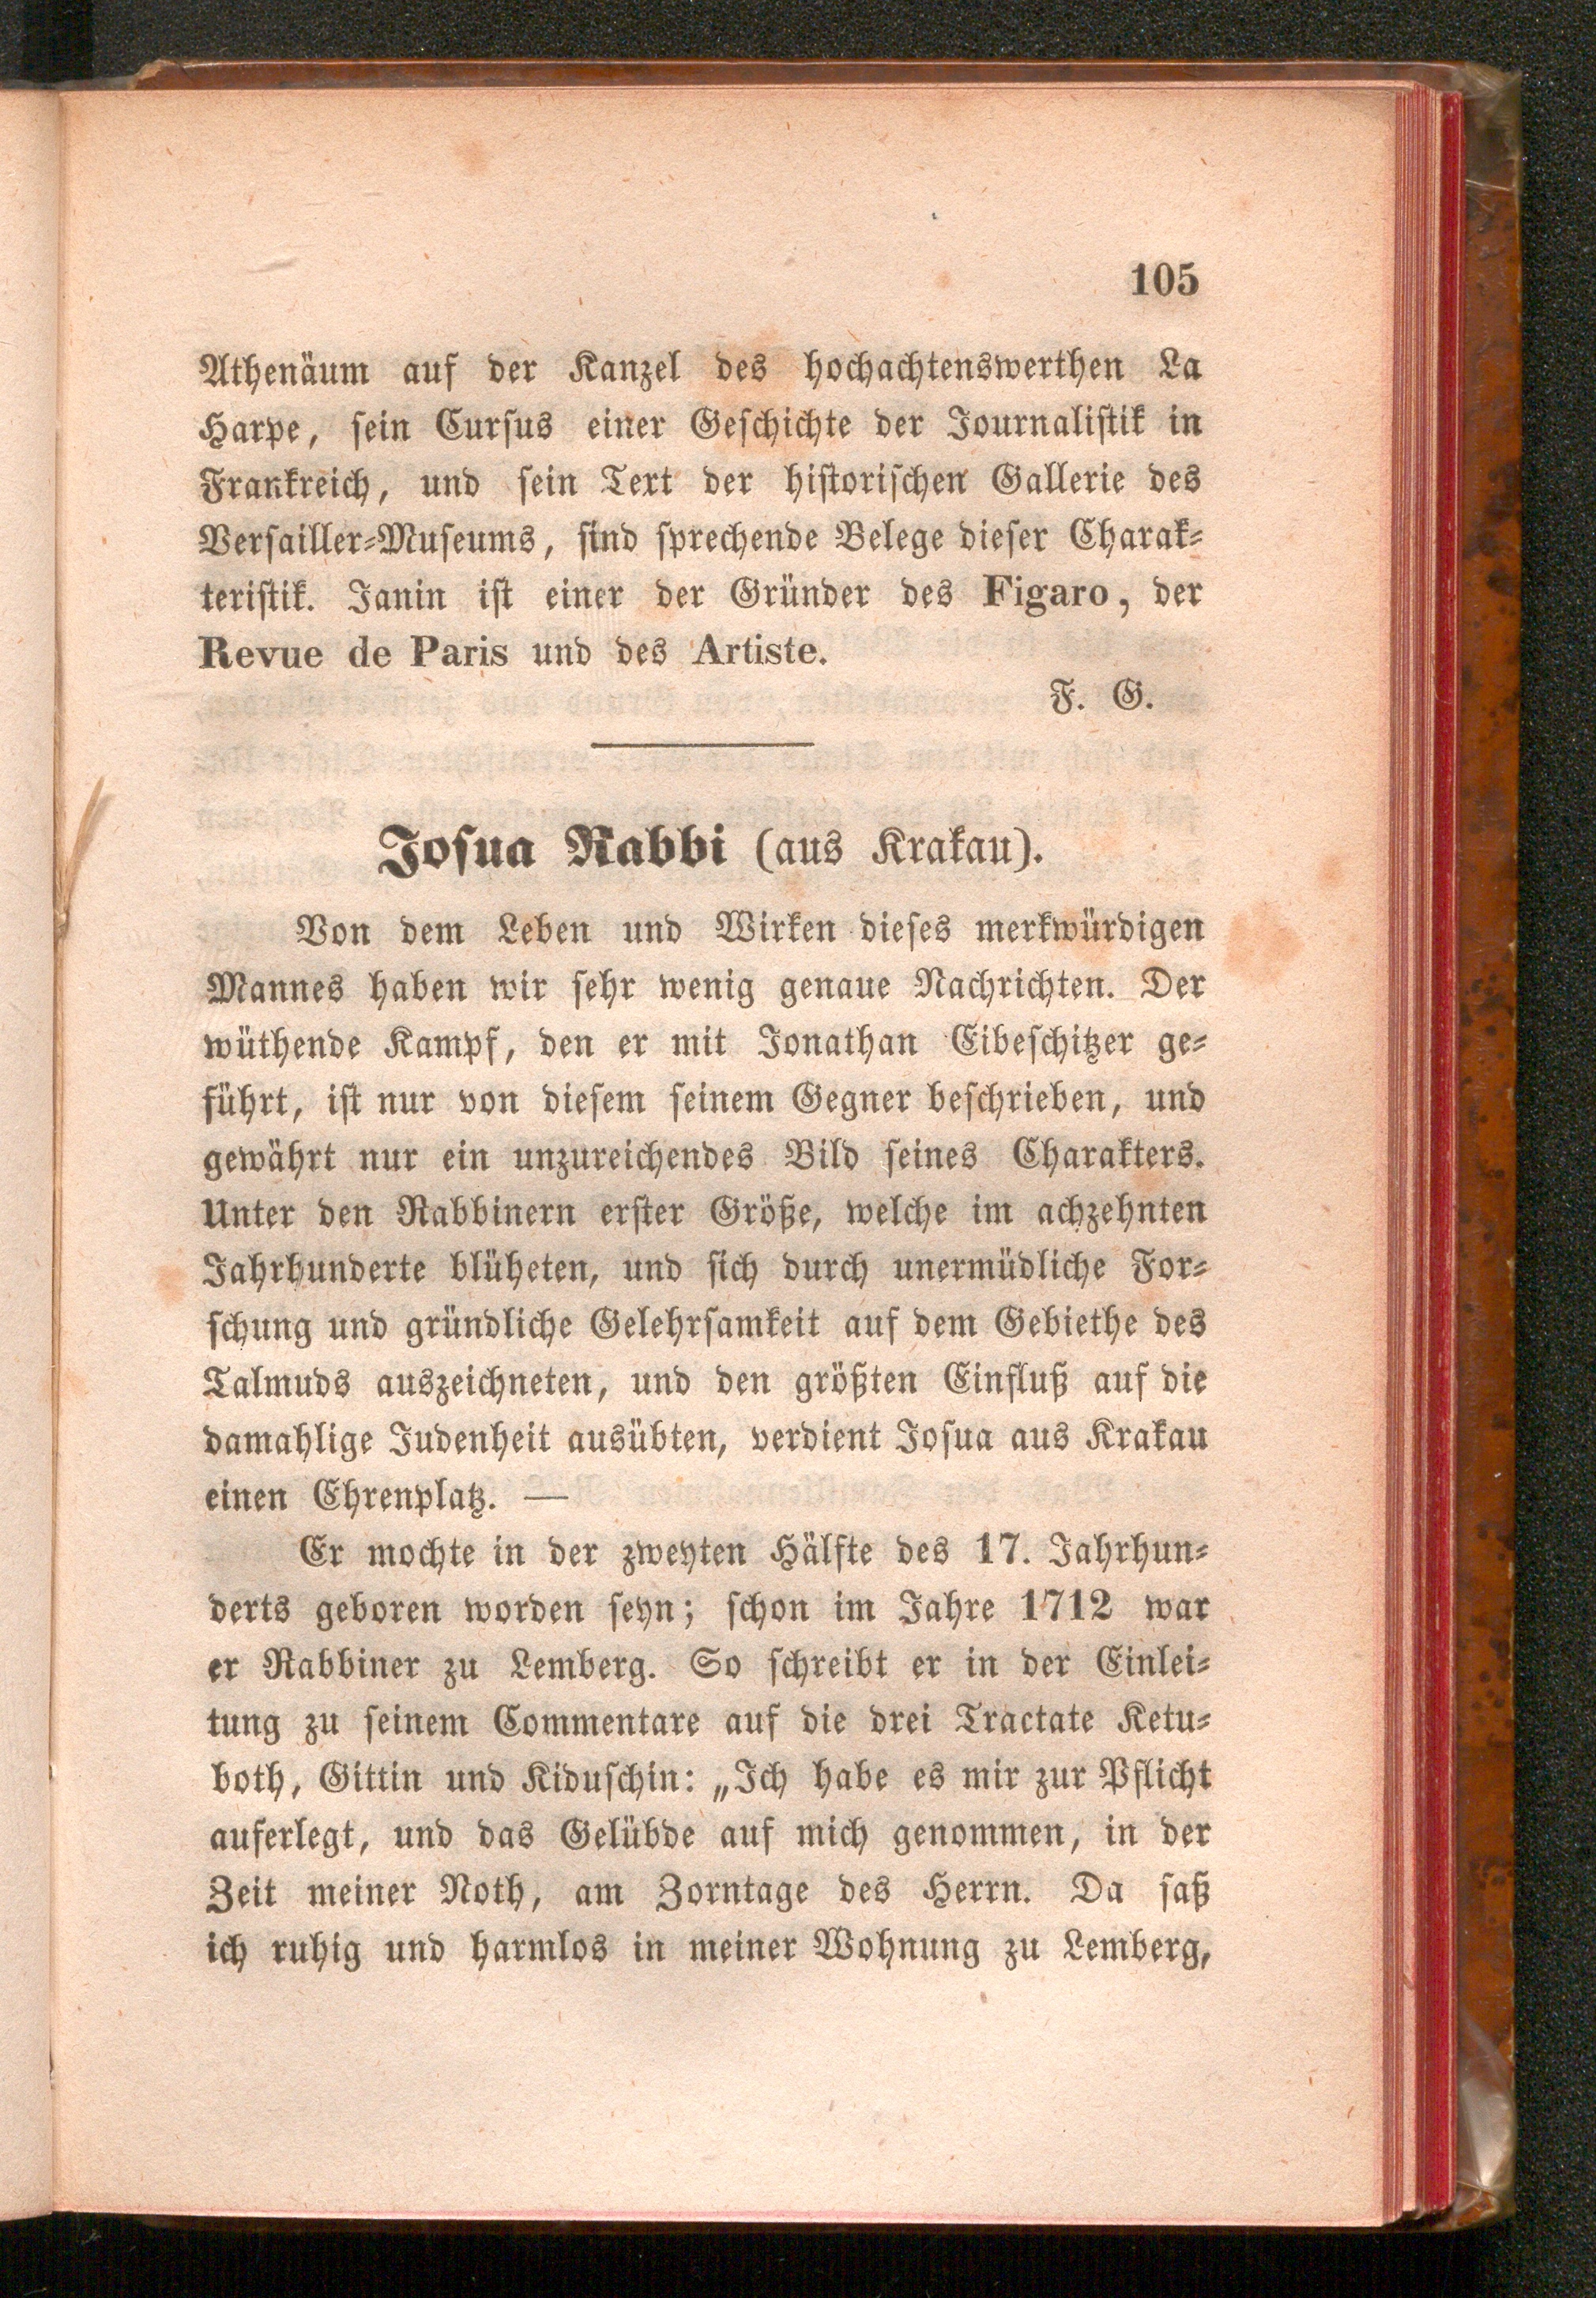 105
Athenäum auf der Kanzel des hochachtenswerthen La
Harpe, sein Cursus einer Geschichte der Journalistik in
Frankreich, und sein Text der historischen Gallerie des
Versailler-Museums, sind sprechende Belege dieser Charak-
teristik. Janin ist einer der Gründer des Figaro, der
Revue de Paris und des Artiste.
F. G.
Josua Rabbi (aus Krakau).
Von dem Leben und Wirken dieses merkwürdigen
Mannes haben wir sehr wenig genaue Nachrichten. Der
wüthende Kampf, den er mit Jonathan Eibeschitzer ge-
führt, ist nur von diesem seinem Gegner beschrieben, und
gewährt nur ein unzureichendes Bild seines Charakters.
Unter den Rabbinern erster Größe, welche im achzehnten
Jahrhunderte blüheten, und sich durch unermüdliche For-
schung und gründliche Gelehrsamkeit auf dem Gebiethe des
Talmuds auszeichneten, und den größten Einfluß auf die
damahlige Judenheit ausübten, verdient Josua aus Krakau
einen Ehrenplatz. —
Er mochte in der zweyten Hälfte des 17. Jahrhun-
derts geboren worden seyn; schon im Jahre 1712 war
er Rabbiner zu Lemberg. So schreibt er in der Einlei-
tung zu seinem Commentare auf die drei Tractate Ketu-
both, Gittin und Kiduschin: „Ich habe es mir zur Pflicht
auferlegt, und das Gelübde auf mich genommen, in der
Zeit meiner Noth, am Zorntage des Herrn. Da saß
ich ruhig und harmlos in meiner Wohnung zu Lemberg,